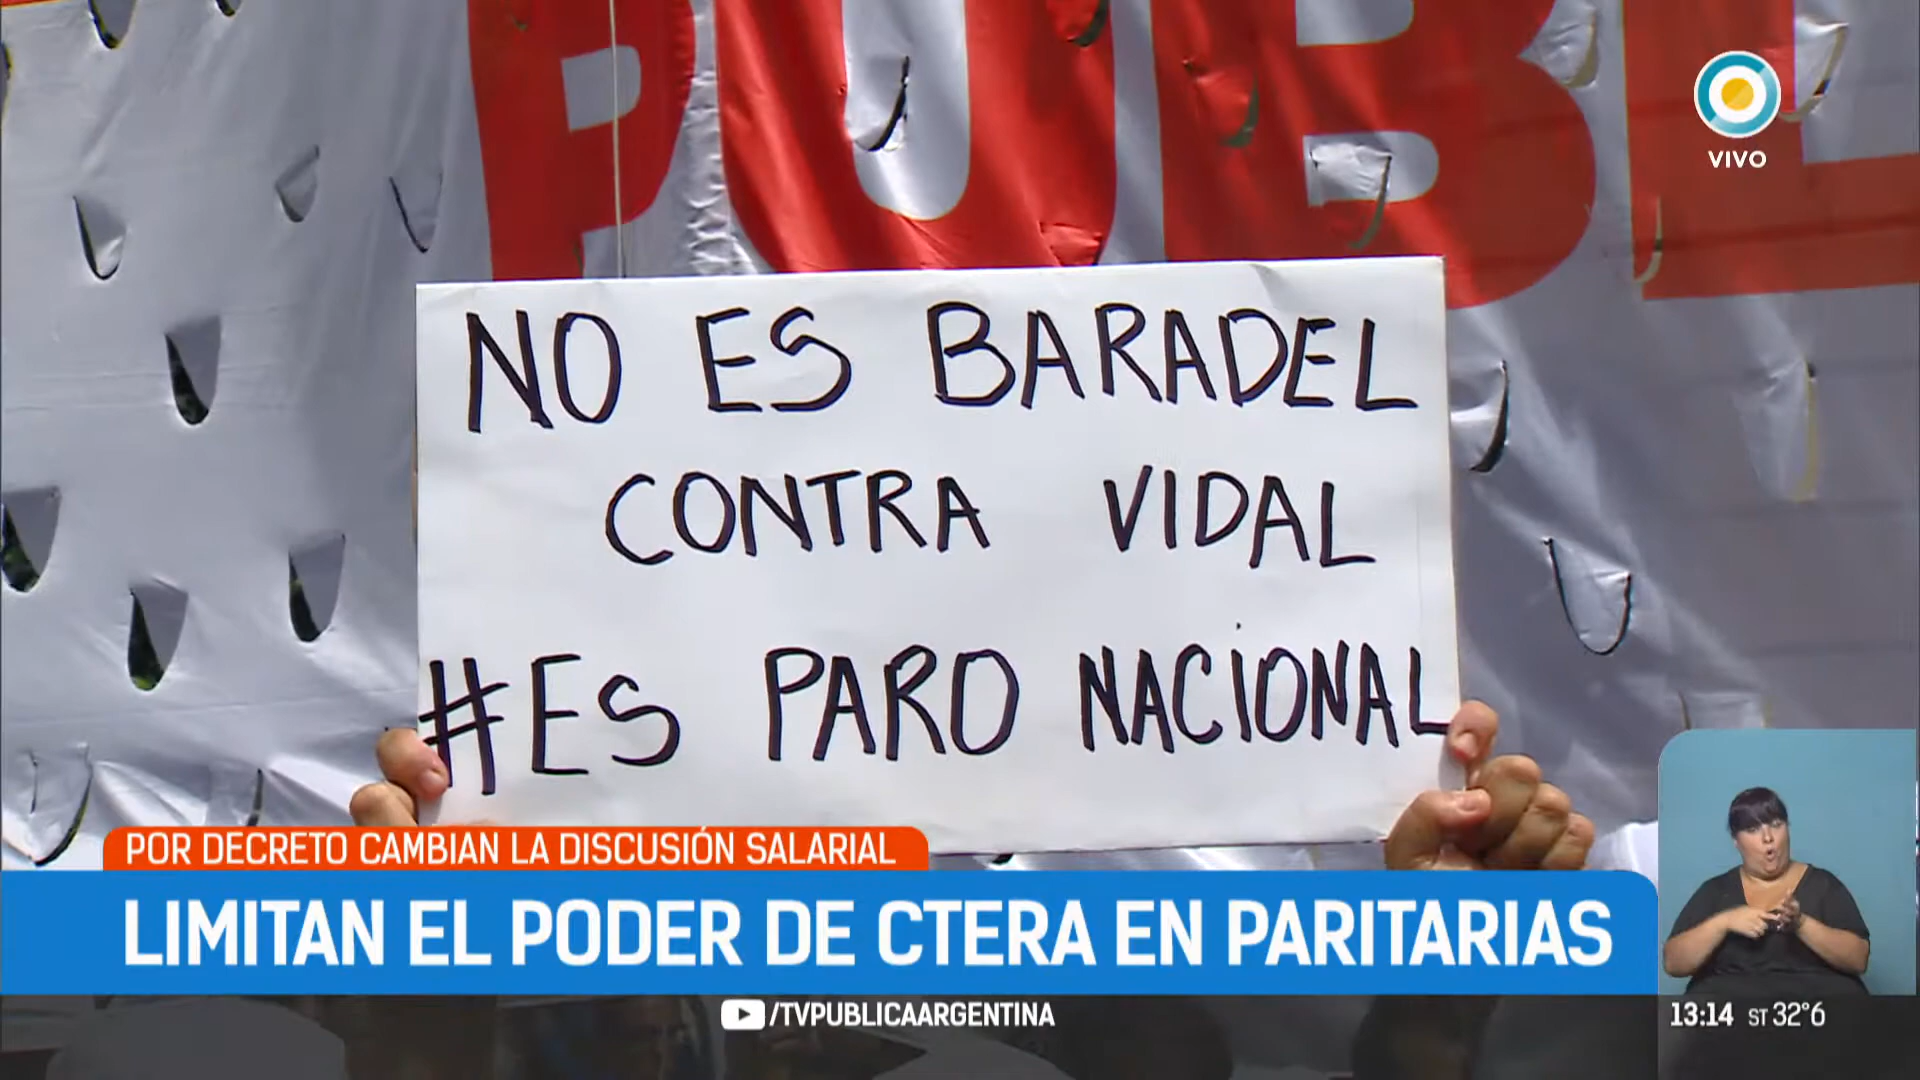 PUBL
VIVO
NO ES BARADEL
CONTRA VIDAL
#ES PARO NACIONAL
POR DECRETO CAMBIAN LA DISCUSIÓN SALARIAL
LIMITAN EL PODER DE CTERA EN PARITARIAS
/TVPUBLICAARGENTINA
13:14 ST 32°6